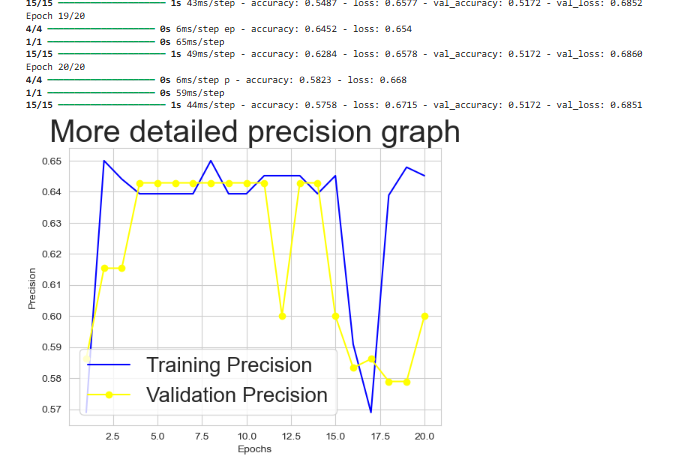 15/15 ━━━━━━━━━━━━━━━━━━━━ 1s 43ms/step - accuracy: 0.5487 - loss: 0.6577 - val_accuracy: 0.5172 - val_loss: 0.6852
Epoch 19/20
4/4 ━━━━━━━━━━━━━━━━━━━━ 0s 6ms/step ep - accuracy: 0.6452 - loss: 0.654
1/1 ━━━━━━━━━━━━━━━━━━━━ 0s 65ms/step
15/15 ━━━━━━━━━━━━━━━━━━━━ 1s 49ms/step - accuracy: 0.6284 - loss: 0.6578 - val_accuracy: 0.5172 - val_loss: 0.6860
Epoch 20/20
4/4 ━━━━━━━━━━━━━━━━━━━━ 0s 6ms/step p - accuracy: 0.5823 - loss: 0.668
1/1 ━━━━━━━━━━━━━━━━━━━━ 0s 59ms/step
15/15 ━━━━━━━━━━━━━━━━━━━━ 1s 44ms/step - accuracy: 0.5758 - loss: 0.6715 - val_accuracy: 0.5172 - val_loss: 0.6851
More detailed precision graph
0.65
0.64
0.63
0.62
0.61
0.60
0.59
0.58
0.57
Precision
Training Precision
Validation Precision
2.5 5.0 7.5 10.0 12.5 15.0 17.5 20.0
Epochs